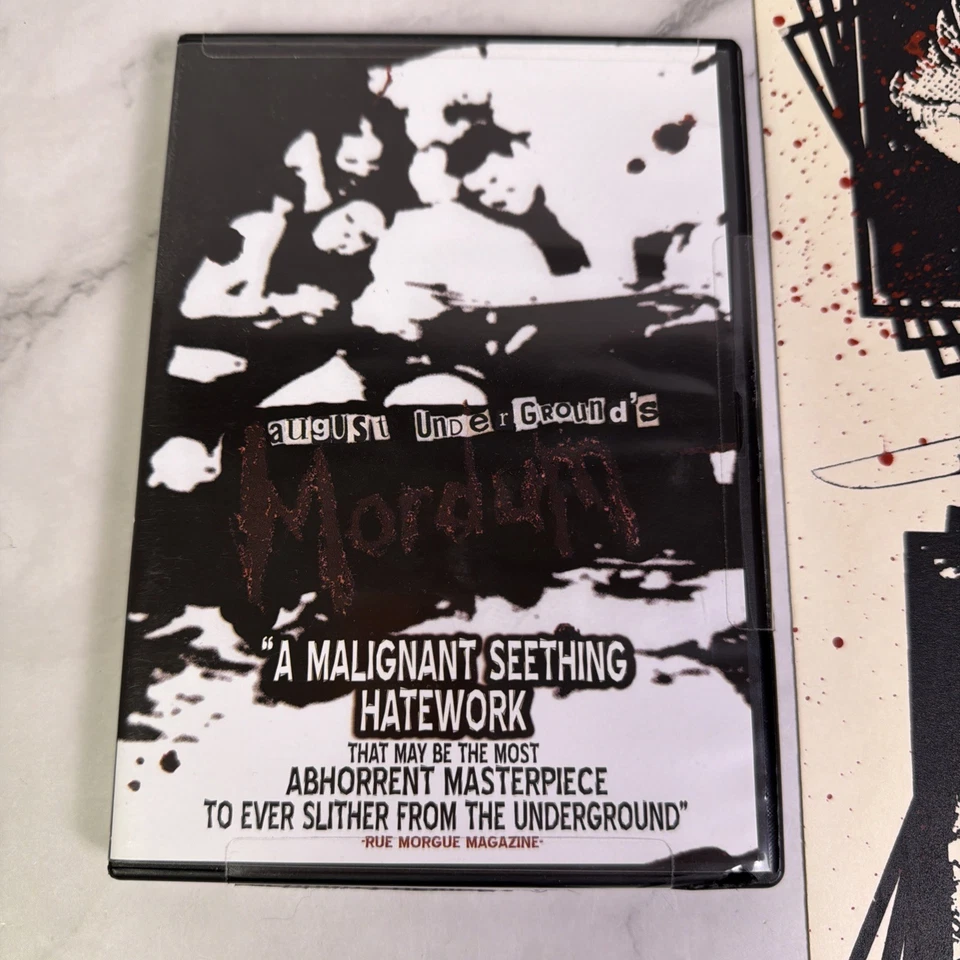 august UnderGround's
Mordum
"A MALIGNANT SEETHING
HATEWORK
THAT MAY BE THE MOST
ABHORRENT MASTERPIECE
TO EVER SLITHER FROM THE UNDERGROUND"
-RUE MORGUE MAGAZINE-